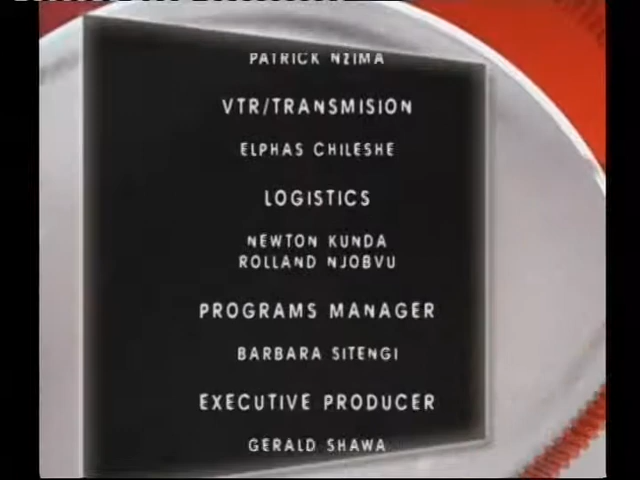 PATRICK NZIMA
VTR/TRANSMISION
ELPHAS CHILESHE
LOGISTICS
NEWTON KUNDA
ROLLAND NJOBVU
PROGRAMS MANAGER
BARBARA SITENGI
EXECUTIVE PRODUCER
GERALD SHAWA